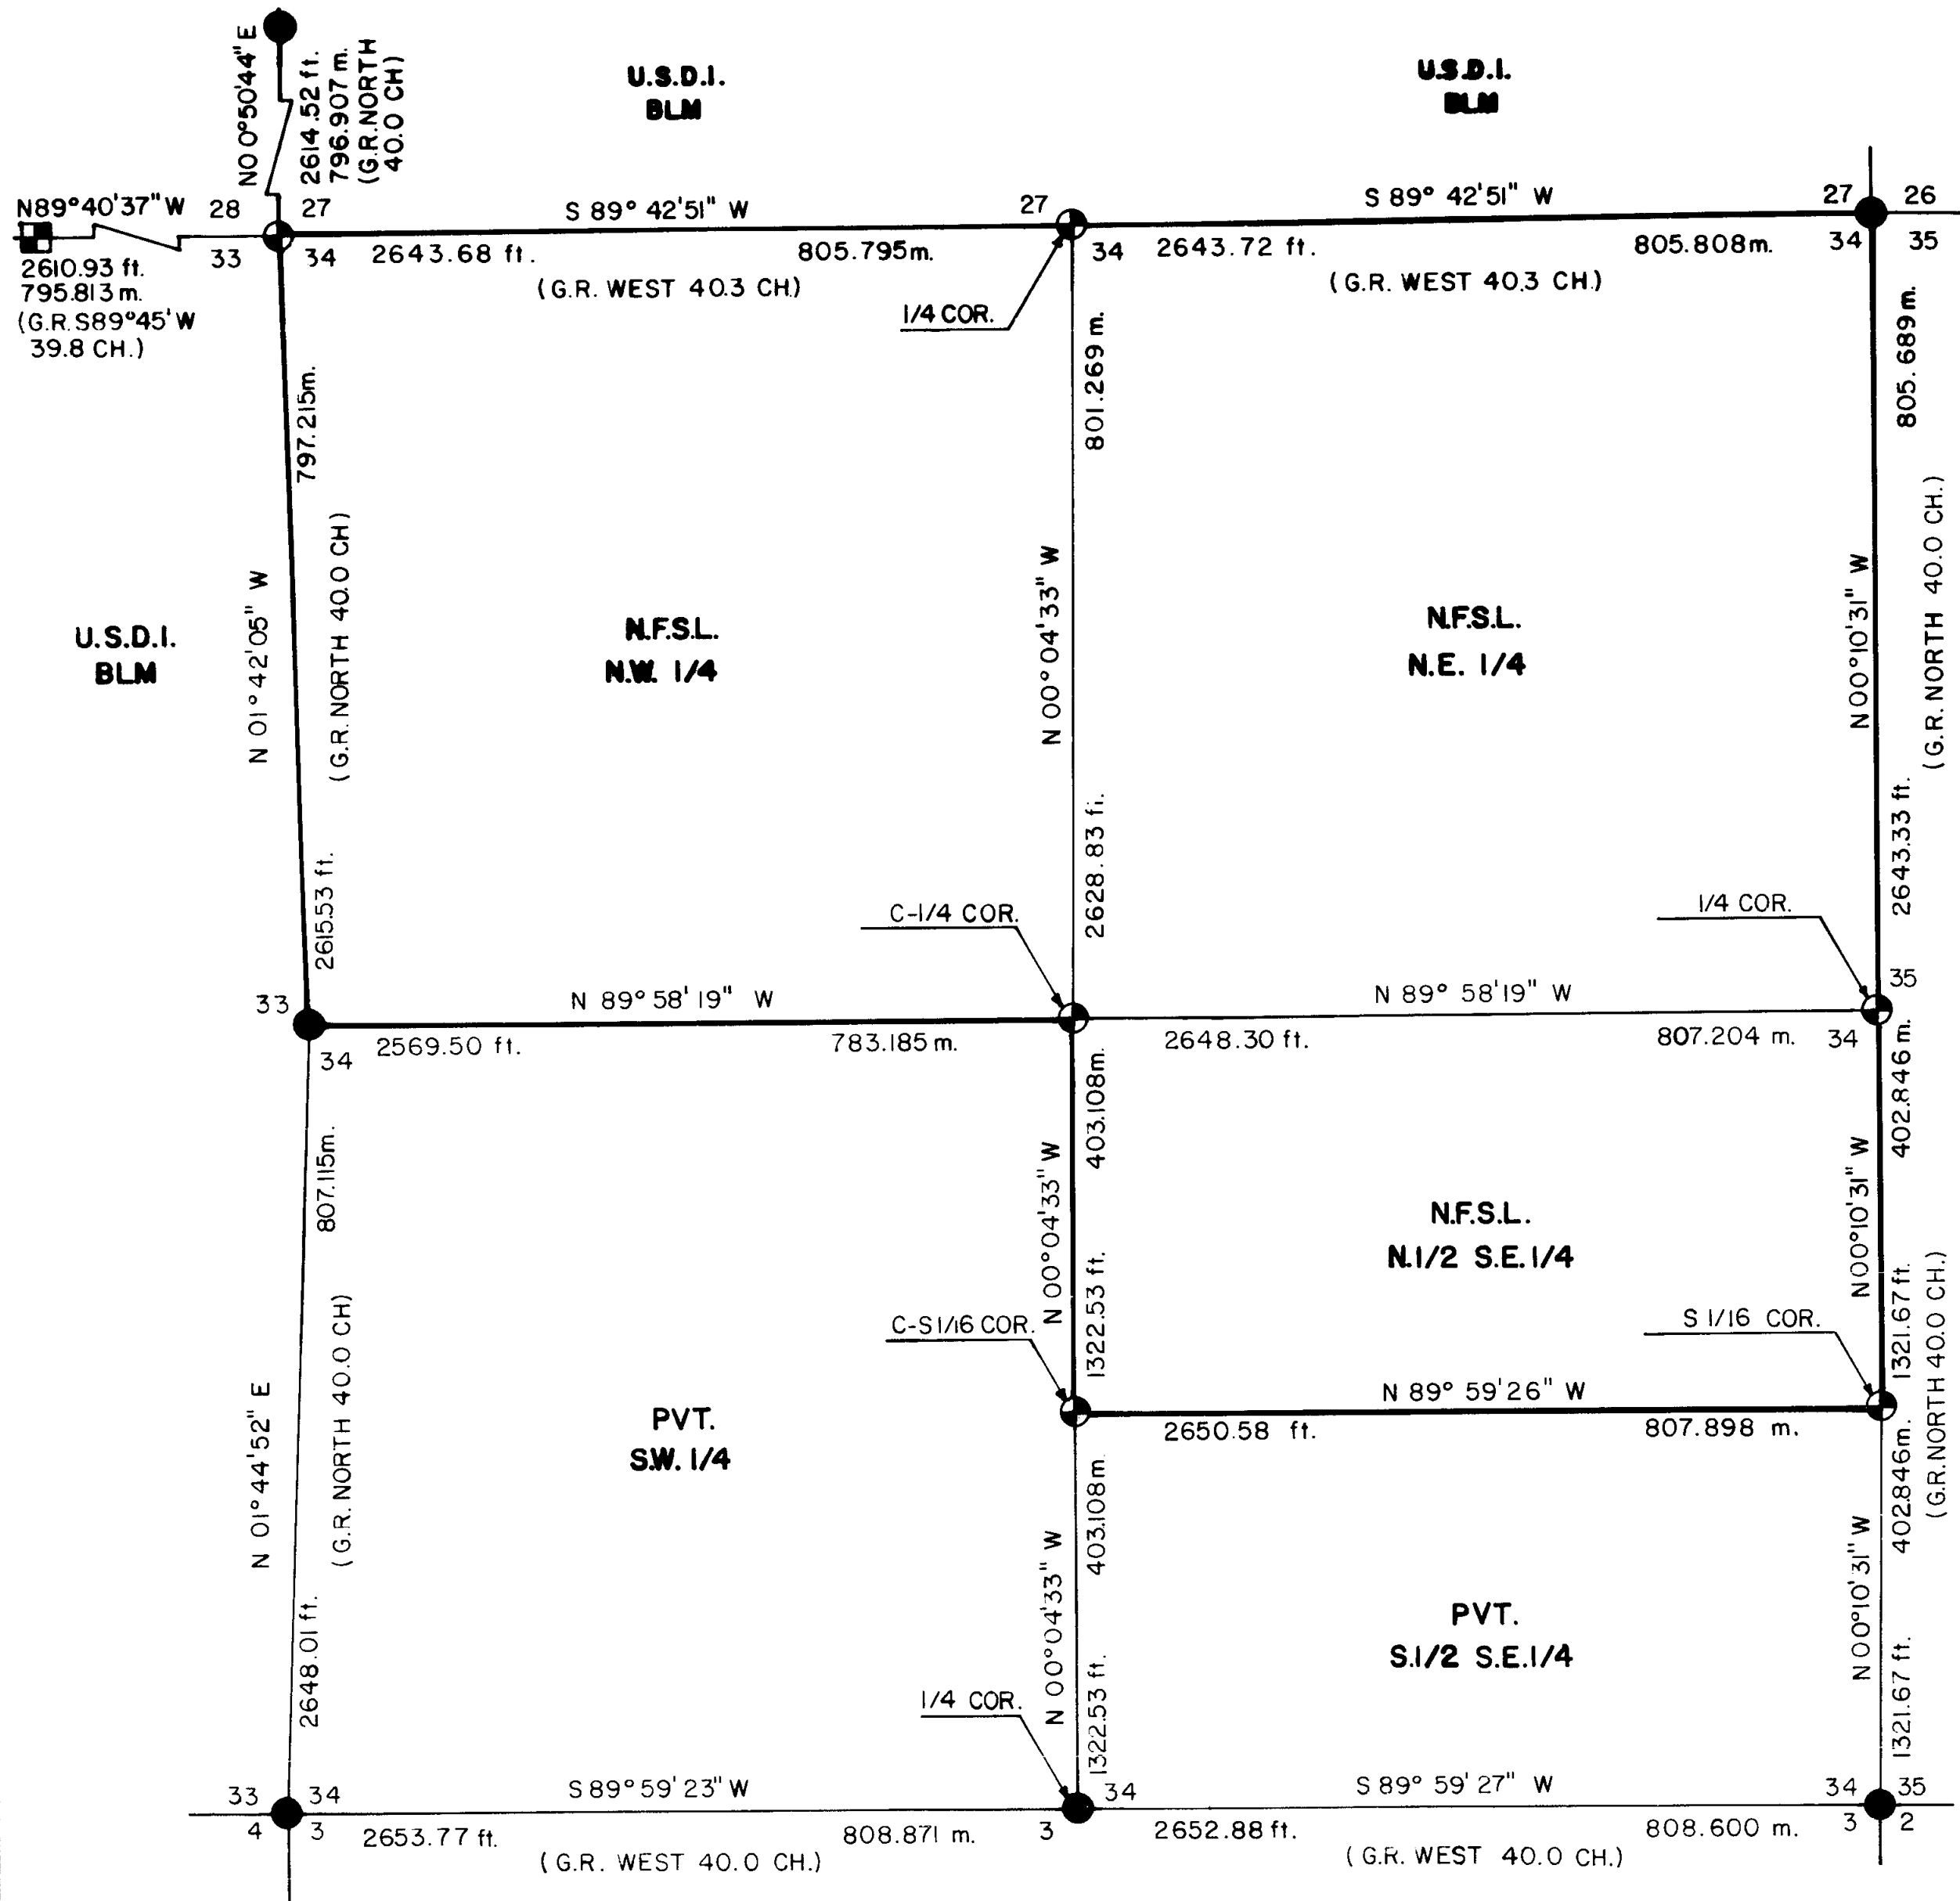 N0 0°50'44" E
2614.52 ft.
796.907 m.
(G.R. NORTH
40.0 CH)
U.S.D.I.
BLM
U.S.D.I.
BLM
N89°40'37" W
28
27
S 89° 42'51" W
27
S 89° 42'51" W
27
26
33
34
2643.68 ft.
805.795m.
34
2643.72 ft.
805.808m.
34
35
2610.93 ft.
795.813 m.
(G.R. S89°45' W
39.8 CH.)
(G.R. WEST 40.3 CH.)
(G.R. WEST 40.3 CH.)
1/4 COR.
797.215m.
801.269 m.
805.689 m.
N 01°42'05" W
(G.R. NORTH 40.0 CH)
N 00°04'33" W
N 00°10'31" W
(G.R. NORTH 40.0 CH.)
U.S.D.I.
BLM
N.F.S.L.
N.W. 1/4
N.F.S.L.
N.E. 1/4
2615.53 ft.
2628.83 ft.
2643.33 ft.
C-1/4 COR.
1/4 COR.
33
N 89° 58'19" W
N 89° 58'19" W
35
34
2569.50 ft.
783.185 m.
2648.30 ft.
807.204 m.
34
807.115m.
403.108m.
402.846 m.
N 00°04'33" W
N00°10'31" W
N.F.S.L.
N.1/2 S.E.1/4
1322.53 ft.
1321.67 ft.
(G.R. NORTH 40.0 CH.)
C-S 1/16 COR.
S 1/16 COR.
N 01°44'52" E
(G.R. NORTH 40.0 CH)
N 89° 59'26" W
2650.58 ft.
807.898 m.
PVT.
S.W. 1/4
403.108m.
402.846m.
N 00°04'33" W
N 00°10'31" W
PVT.
S.1/2 S.E.1/4
2648.01 ft.
1322.53 ft.
1321.67 ft.
1/4 COR.
33
34
S 89°59'23" W
34
S 89° 59'27" W
34
35
4
3
2653.77 ft.
808.871 m.
3
2652.88 ft.
808.600 m.
3
2
(G.R. WEST 40.0 CH.)
(G.R. WEST 40.0 CH.)